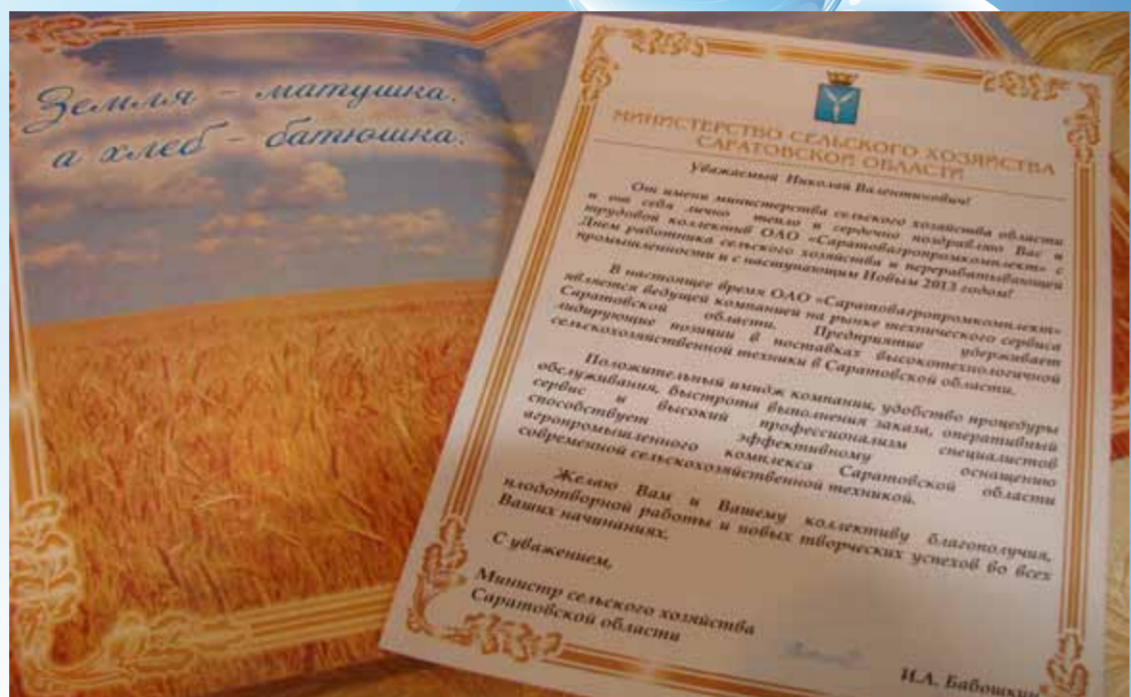 Земля - матушка,
а хлеб - батюшка.
МИНИСТЕРСТВО СЕЛЬСКОГО ХОЗЯЙСТВА
САРАТОВСКОЙ ОБЛАСТИ
Уважаемый Николай Валентинович!
От имени министерства сельского хозяйства области
и от себя лично тепло и сердечно поздравляю Вас и
трудовой коллектив ОАО «Саратовагропромкомплект» с
Днем работника сельского хозяйства и перерабатывающей
промышленности и с наступающим Новым 2013 годом!
В настоящее время ОАО «Саратовагропромкомплект»
является ведущей компанией на рынке технического сервиса
Саратовской области. Предприятие удерживает
лидирующие позиции в поставках высокотехнологичной
сельскохозяйственной техники в Саратовской области.
Положительный имидж компании, удобство процедуры
обслуживания, быстрота выполнения заказа, оперативный
сервис и высокий профессионализм специалистов
способствует эффективному оснащению
агропромышленного комплекса Саратовской области
современной сельскохозяйственной техникой.
Желаю Вам и Вашему коллективу благополучия,
плодотворной работы и новых творческих успехов во всех
Ваших начинаниях.
С уважением,
Министр сельского хозяйства
Саратовской области
И.А. Бабошкин